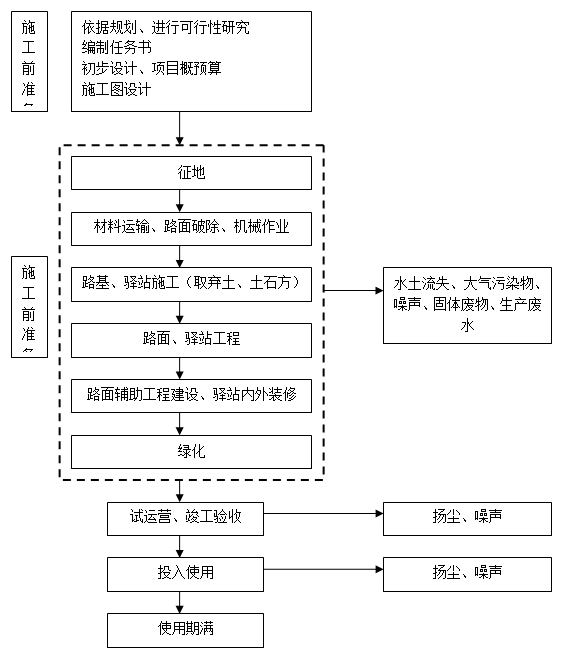 施
工
前
准
依据规划、进行可行性研究
编制任务书
初步设计、项目概预算
施工图设计
征地
材料运输、路面破除、机械作业
施
工
前
准
路基、驿站施工（取弃土、土石方）
水土流失、大气污染物、
噪声、固体废物、生产废
水
路面、驿站工程
路面辅助工程建设、驿站内外装修
绿化
试运营、竣工验收
扬尘、噪声
投入使用
扬尘、噪声
使用期满